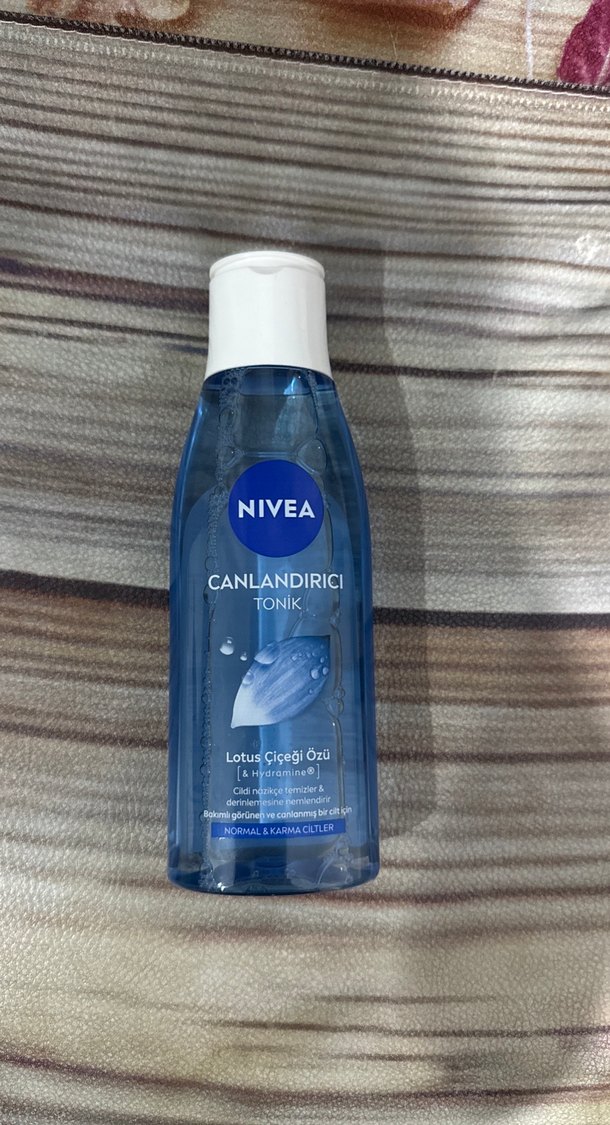 NIVEA
CANLANDIRICI
TONİK
Lotus Çiçeği Özü
[& Hydramine®]
Cildi nazikçe temizler &
derinlemesine nemlendirir
Bakımlı görünen ve canlanmış bir cilt için
NORMAL & KARMA CİLTLER